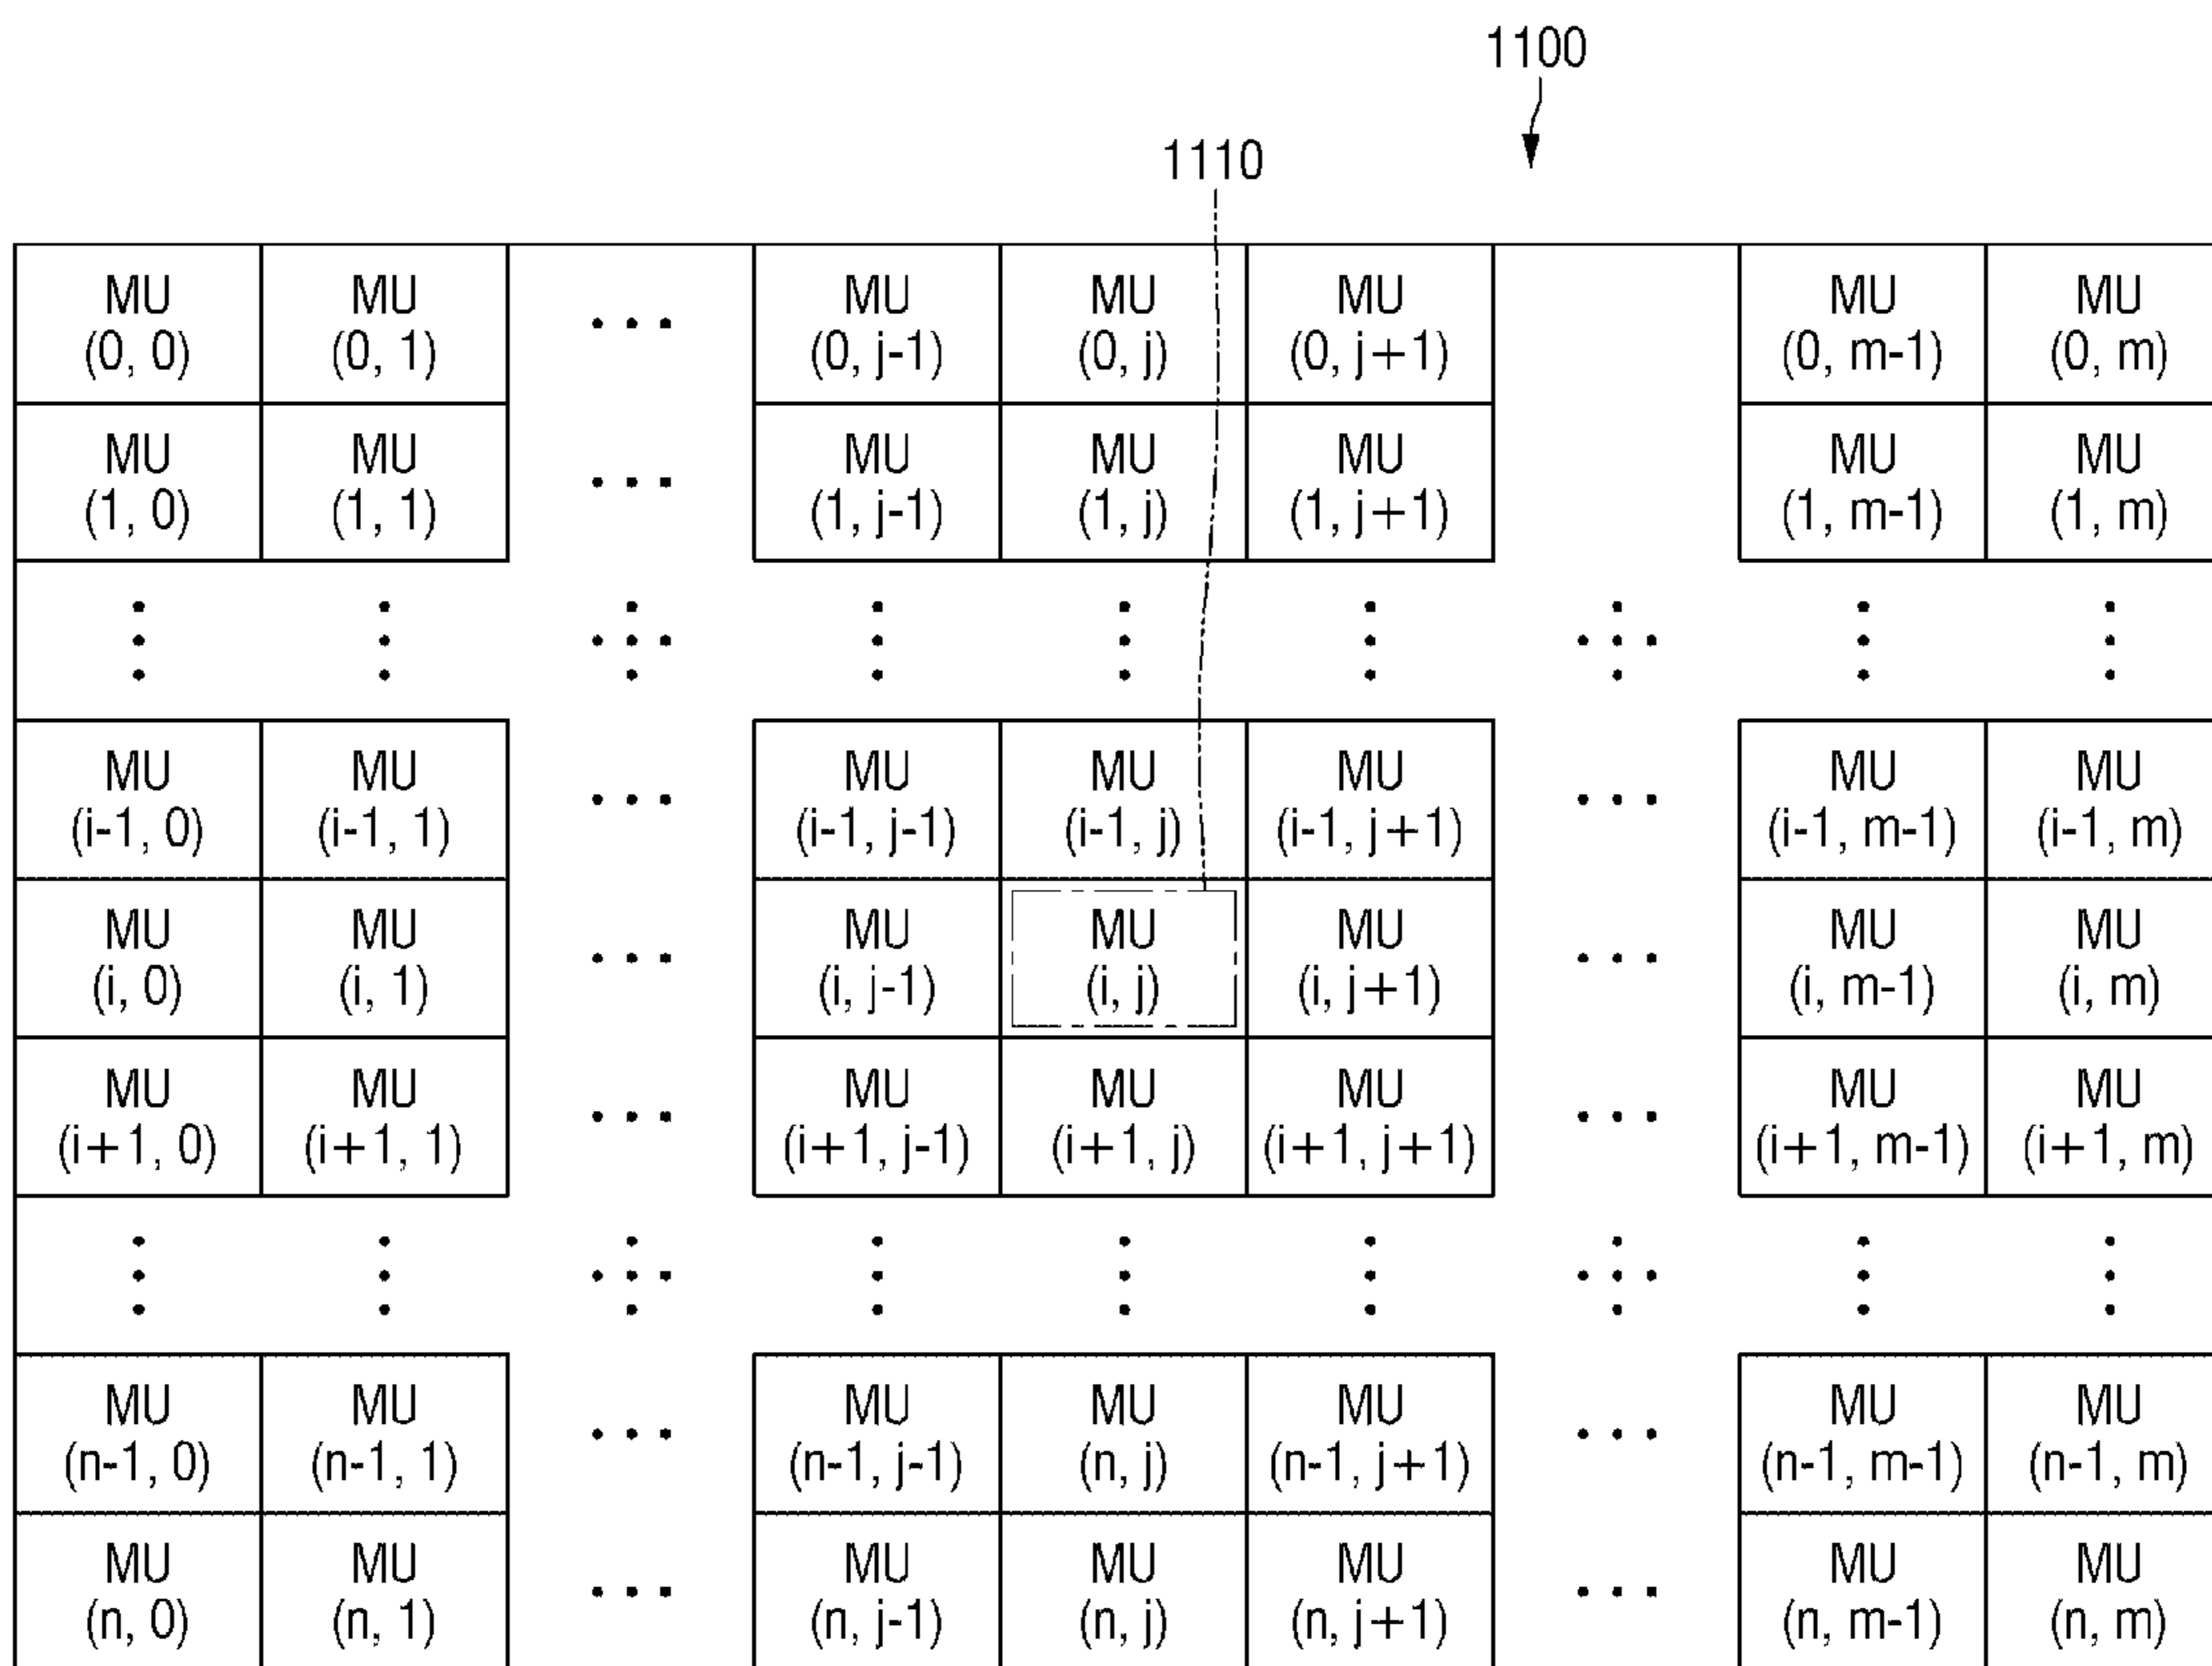 1100
1110
MU MU ... MU MU MU MU MU
(0, 0) (0, 1) (0, j-1) (0, j) (0, j+1) (0, m-1) (0, m)
MU MU ... MU MU MU MU MU
(1, 0) (1, 1) (1, j-1) (1, j) (1, j+1) (1, m-1) (1, m)
MU MU ... MU MU MU ... MU MU
(i-1, 0) (i-1, 1) (i-1, j-1) (i-1, j) (i-1, j+1) (i-1, m-1) (i-1, m)
MU MU ... MU MU MU ... MU MU
(i, 0) (i, 1) (i, j-1) (i, j) (i, j+1) (i, m-1) (i, m)
MU MU ... MU MU MU ... MU MU
(i+1, 0) (i+1, 1) (i+1, j-1) (i+1, j) (i+1, j+1) (i+1, m-1) (i+1, m)
MU MU ... MU MU MU ... MU MU
(n-1, 0) (n-1, 1) (n-1, j-1) (n, j) (n-1, j+1) (n-1, m-1) (n-1, m)
MU MU ... MU MU MU ... MU MU
(n, 0) (n, 1) (n, j-1) (n, j) (n, j+1) (n, m-1) (n, m)